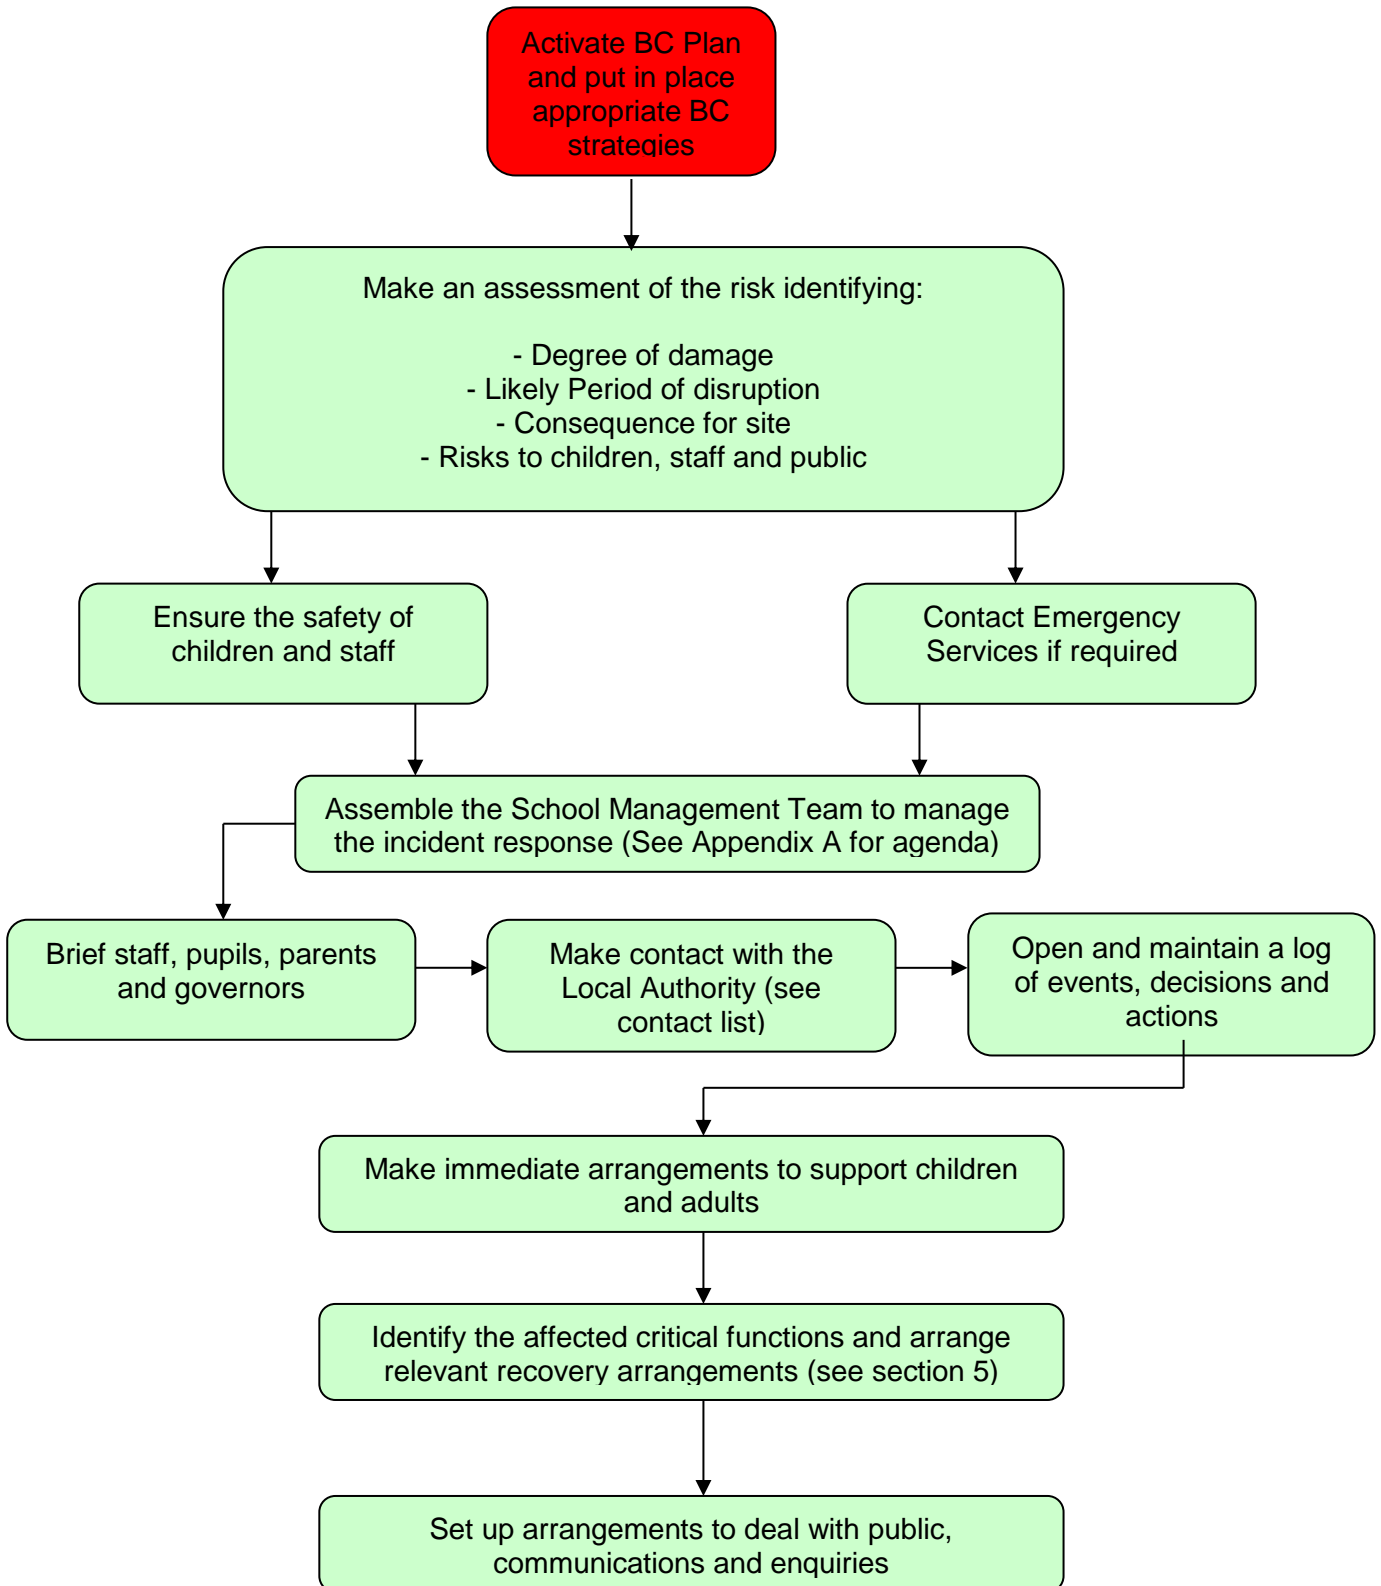 Activate BC Plan
and put in place
appropriate BC
strategies
Make an assessment of the risk identifying:
- Degree of damage
- Likely Period of disruption
- Consequence for site
- Risks to children, staff and public
Ensure the safety of
children and staff
Contact Emergency
Services if required
Assemble the School Management Team to manage
the incident response (See Appendix A for agenda)
Brief staff, pupils, parents
and governors
Make contact with the
Local Authority (see
contact list)
Open and maintain a log
of events, decisions and
actions
Make immediate arrangements to support children
and adults
Identify the affected critical functions and arrange
relevant recovery arrangements (see section 5)
Set up arrangements to deal with public,
communications and enquiries